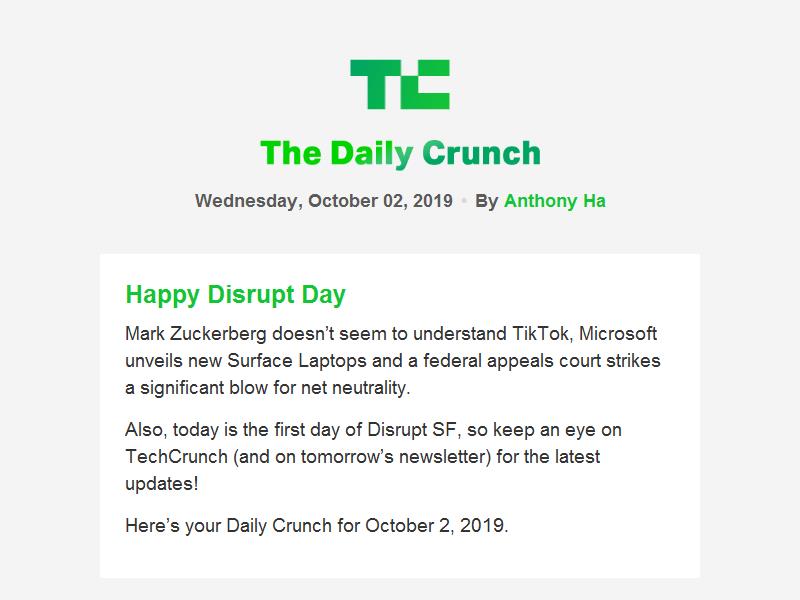 TC
The Daily Crunch
Wednesday, October 02, 2019 • By Anthony Ha
Happy Disrupt Day
Mark Zuckerberg doesn’t seem to understand TikTok, Microsoft
unveils new Surface Laptops and a federal appeals court strikes
a significant blow for net neutrality.
Also, today is the first day of Disrupt SF, so keep an eye on
TechCrunch (and on tomorrow’s newsletter) for the latest
updates!
Here’s your Daily Crunch for October 2, 2019.